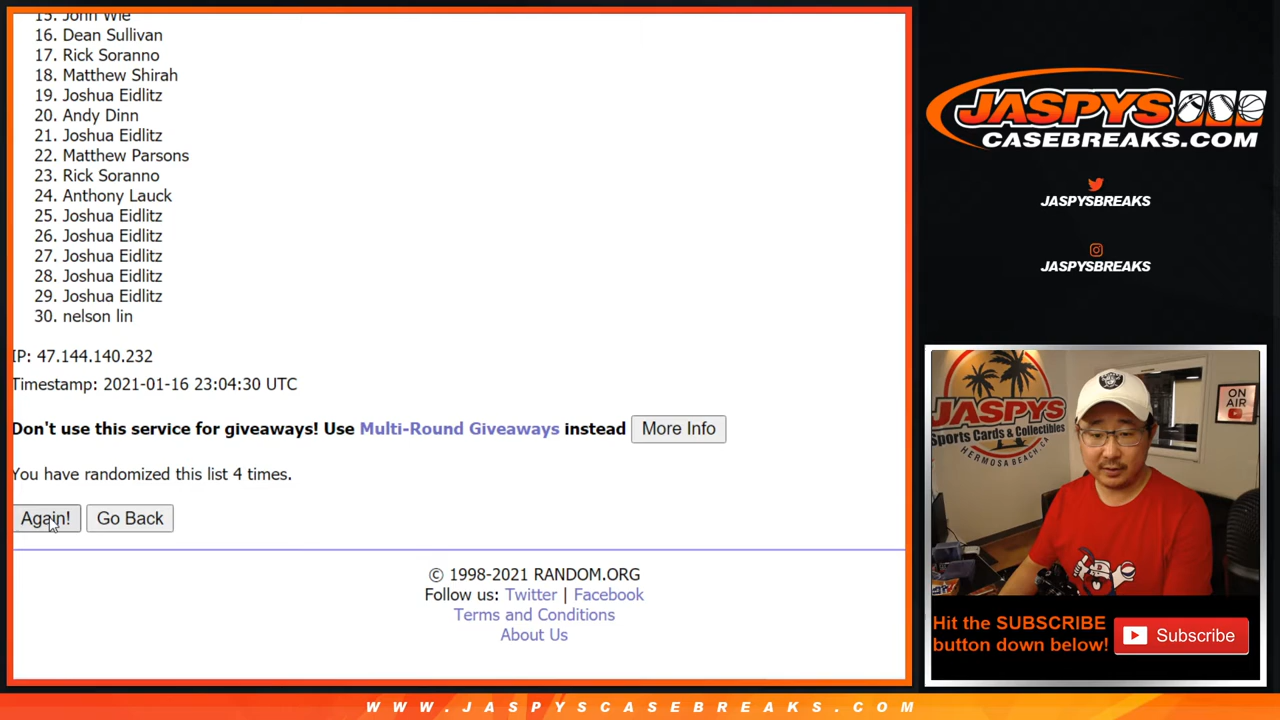 15. John Wie
16. Dean Sullivan
17. Rick Soranno
18. Matthew Shirah
19. Joshua Eidlitz
20. Andy Dinn
21. Joshua Eidlitz
22. Matthew Parsons
23. Rick Soranno
24. Anthony Lauck
25. Joshua Eidlitz
26. Joshua Eidlitz
27. Joshua Eidlitz
28. Joshua Eidlitz
29. Joshua Eidlitz
30. nelson lin
IP: 47.144.140.232
Timestamp: 2021-01-16 23:04:30 UTC
Don't use this service for giveaways! Use Multi-Round Giveaways instead More Info
You have randomized this list 4 times.
Again! Go Back
© 1998-2021 RANDOM.ORG
Follow us: Twitter | Facebook
Terms and Conditions
About Us
JASPYS
CASEBREAKS.COM
JASPYSBREAKS
JASPYSBREAKS
JASPYS
Sports Cards & Collectibles
HERMOSA BEACH, CA
ON
AIR
Hit the SUBSCRIBE
button down below!
Subscribe
WWW.JASPYSCASEBREAKS.COM